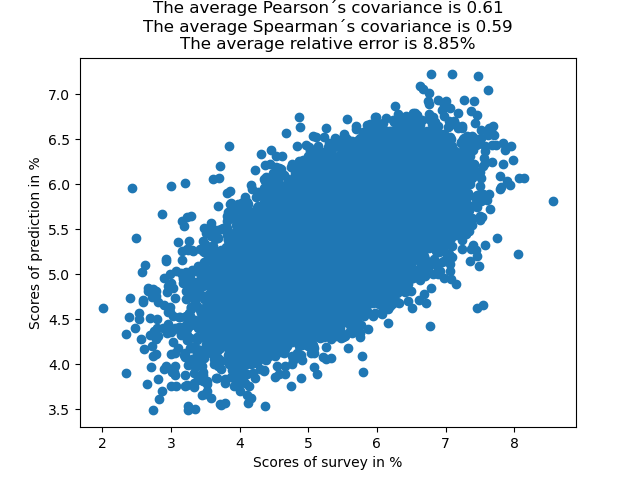 The average Pearson´s covariance is 0.61
The average Spearman´s covariance is 0.59
The average relative error is 8.85%
7.0
6.5
6.0
5.5
5.0
4.5
4.0
3.5
Scores of prediction in %
2 3 4 5 6 7 8
Scores of survey in %